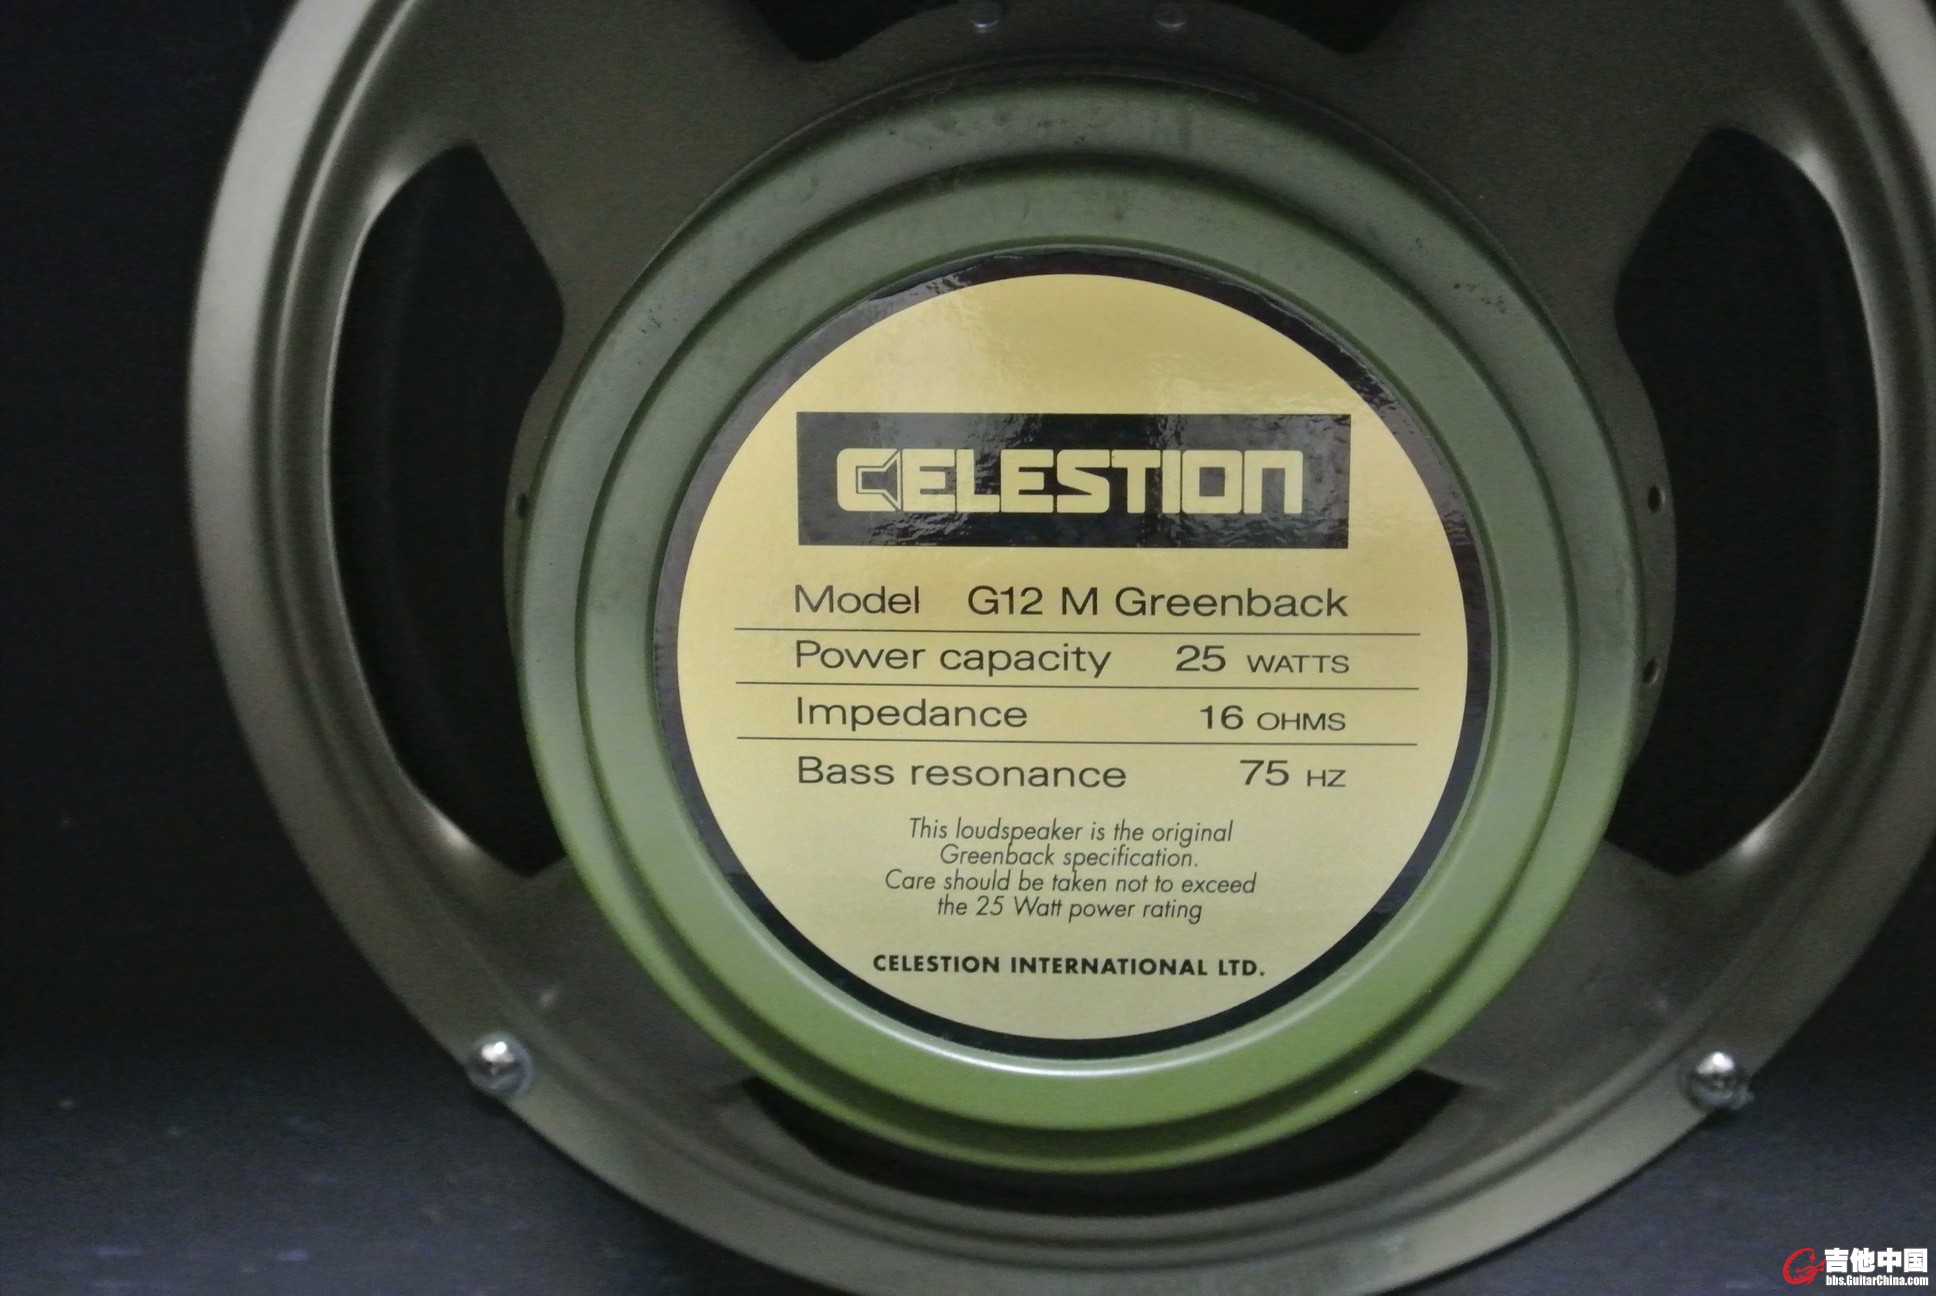 CELESTION
Model G12 M Greenback
Power capacity 25 WATTS
Impedance 16 OHMS
Bass resonance 75 HZ
This loudspeaker is the original
Greenback specification.
Care should be taken not to exceed
the 25 Watt power rating
CELESTION INTERNATIONAL LTD.
吉他中国
bbs.GuitarChina.com